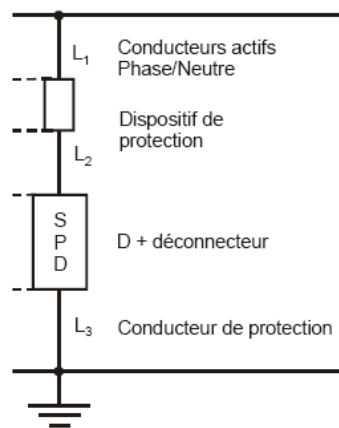 L1
Conducteurs actifs
Phase/Neutre
Dispositif de
protection
L2
S
P
D
D + déconnecteur
L3
Conducteur de protection